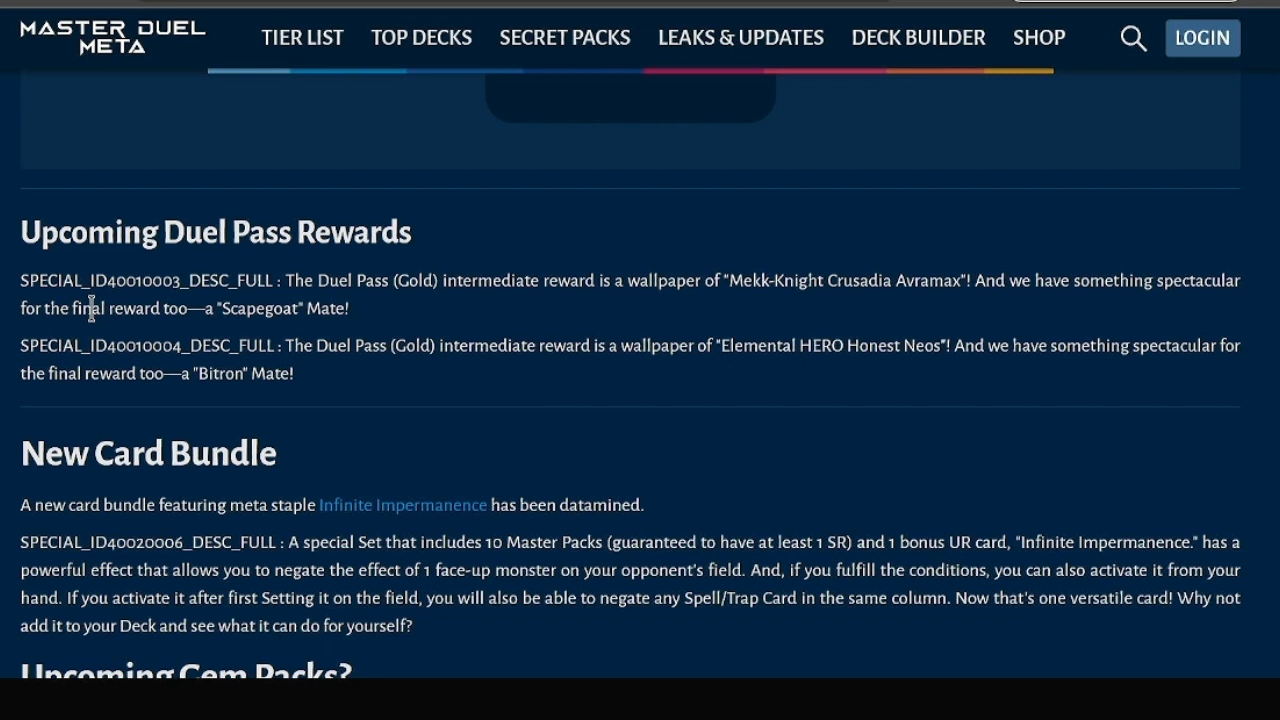 MASTER DUEL
META
TIER LIST TOP DECKS SECRET PACKS LEAKS & UPDATES DECK BUILDER SHOP LOGIN
Upcoming Duel Pass Rewards
SPECIAL_ID40010003_DESC_FULL : The Duel Pass (Gold) intermediate reward is a wallpaper of "Mekk-Knight Crusadia Avramax"! And we have something spectacular
for the final reward too—a "Scapegoat" Mate!
SPECIAL_ID40010004_DESC_FULL : The Duel Pass (Gold) intermediate reward is a wallpaper of "Elemental HERO Honest Neos"! And we have something spectacular for
the final reward too—a "Bitron" Mate!
New Card Bundle
A new card bundle featuring meta staple Infinite Impermanence has been datamined.
SPECIAL_ID40020006_DESC_FULL : A special Set that includes 10 Master Packs (guaranteed to have at least 1 SR) and 1 bonus UR card, "Infinite Impermanence." has a
powerful effect that allows you to negate the effect of 1 face-up monster on your opponent's field. And, if you fulfill the conditions, you can also activate it from your
hand. If you activate it after first Setting it on the field, you will also be able to negate any Spell/Trap Card in the same column. Now that's one versatile card! Why not
add it to your Deck and see what it can do for yourself?
Upcoming Gem Packs?